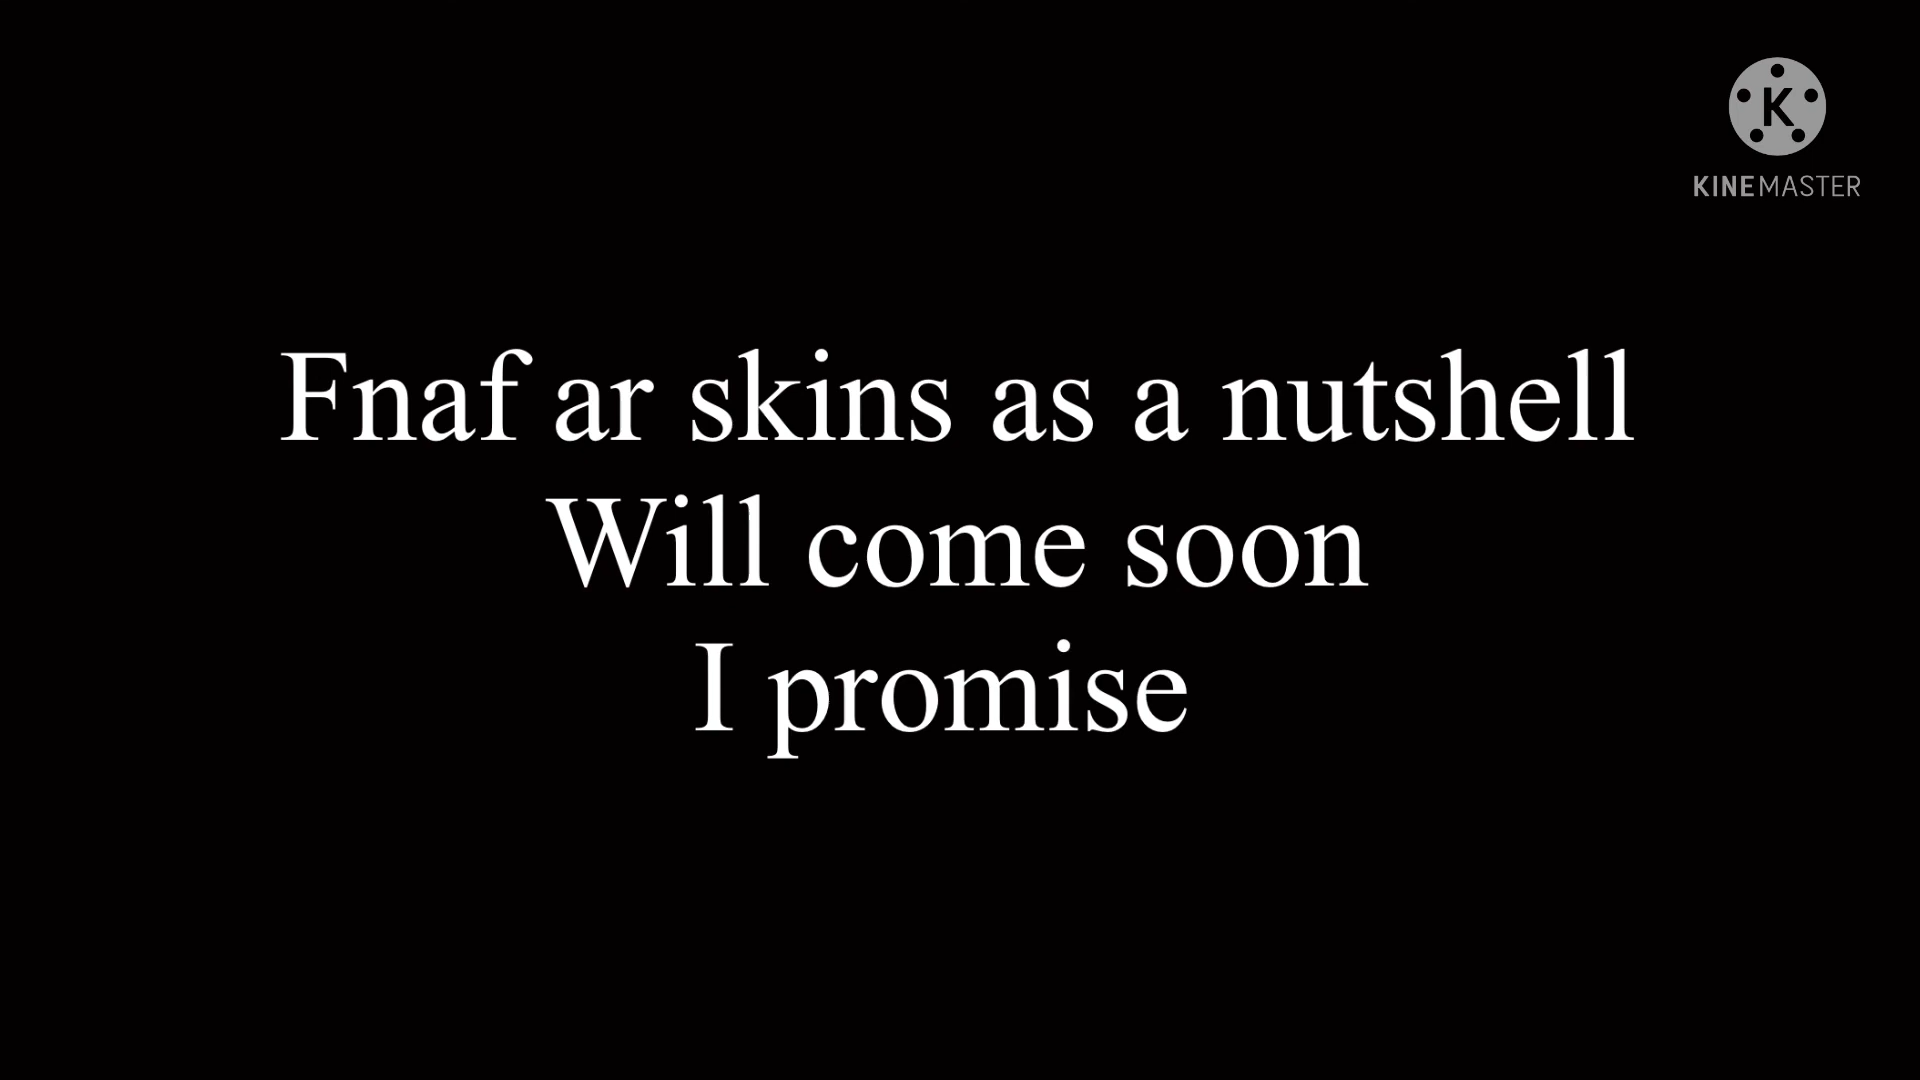 K
KINEMASTER
Fnaf ar skins as a nutshell
Will come soon
I promise